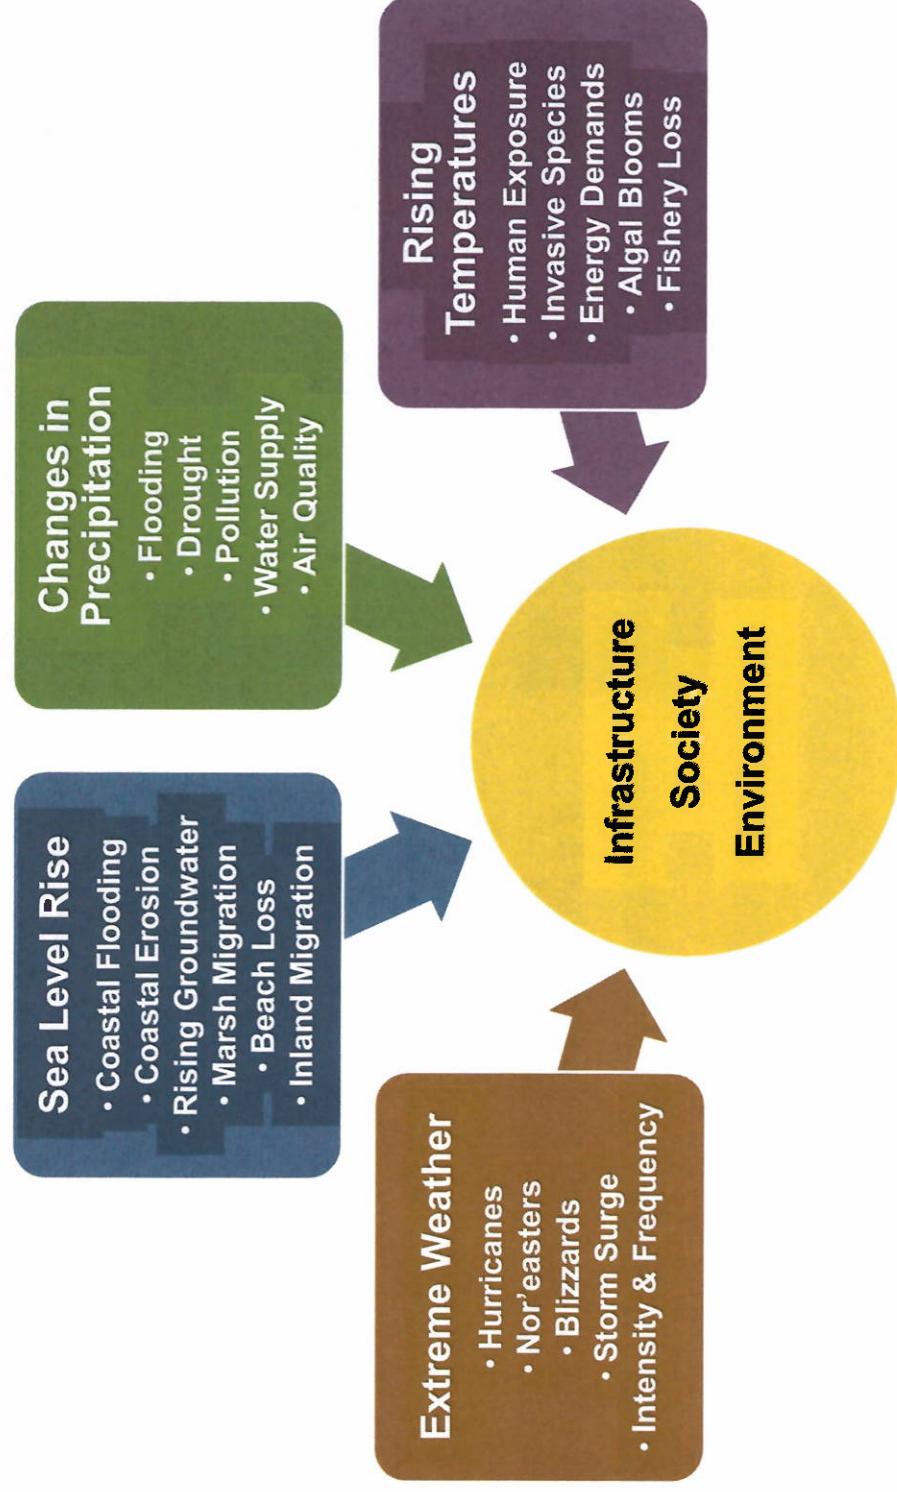 Extreme Weather
• Hurricanes
• Nor'easters
• Blizzards
• Storm Surge
• Intensity & Frequency
Sea Level Rise
• Coastal Flooding
• Coastal Erosion
• Rising Groundwater
• Marsh Migration
• Beach Loss
• Inland Migration
Changes in
Precipitation
• Flooding
• Drought
• Pollution
• Water Supply
• Air Quality
Rising
Temperatures
• Human Exposure
• Invasive Species
• Energy Demands
• Algal Blooms
• Fishery Loss
Infrastructure
Society
Environment